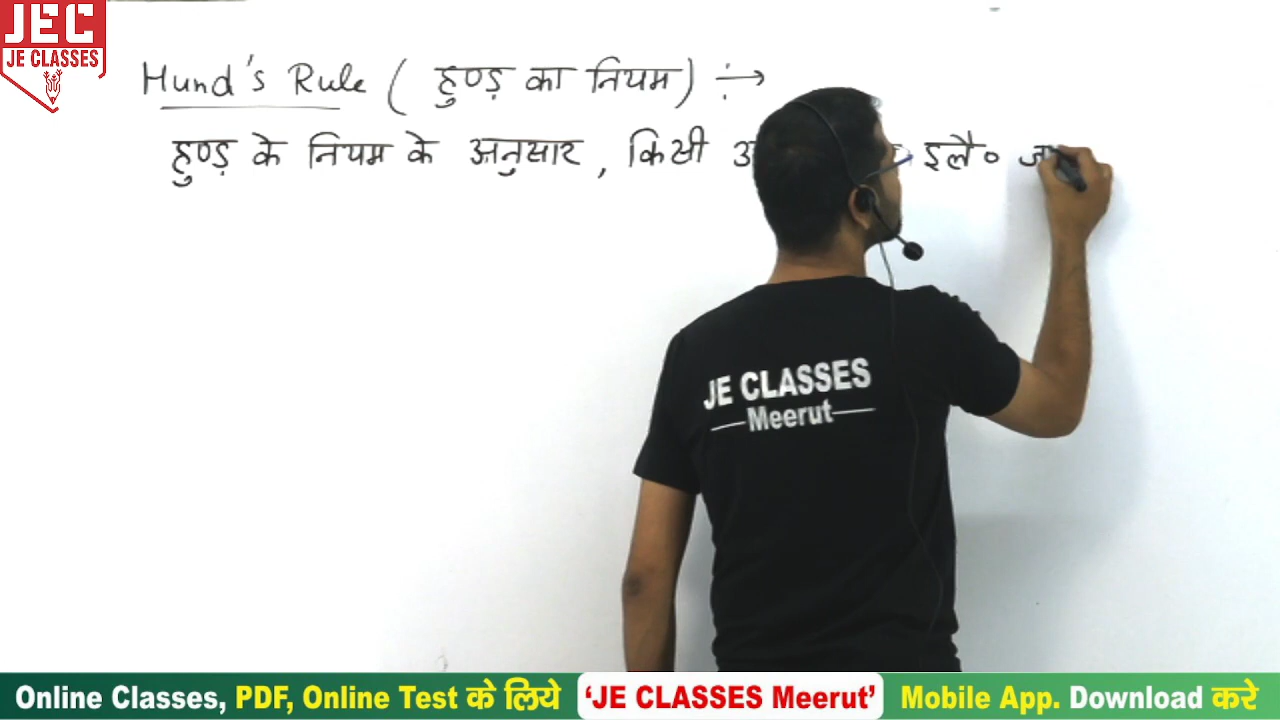 JEC
JE CLASSES
Hund's Rule ( हुण्ड़ का नियम) :→
हुण्ड़ के नियम के अनुसार , किसी इलै०
JE CLASSES
Meerut
Online Classes, PDF, Online Test के लिये 'JE CLASSES Meerut' Mobile App. Download करे